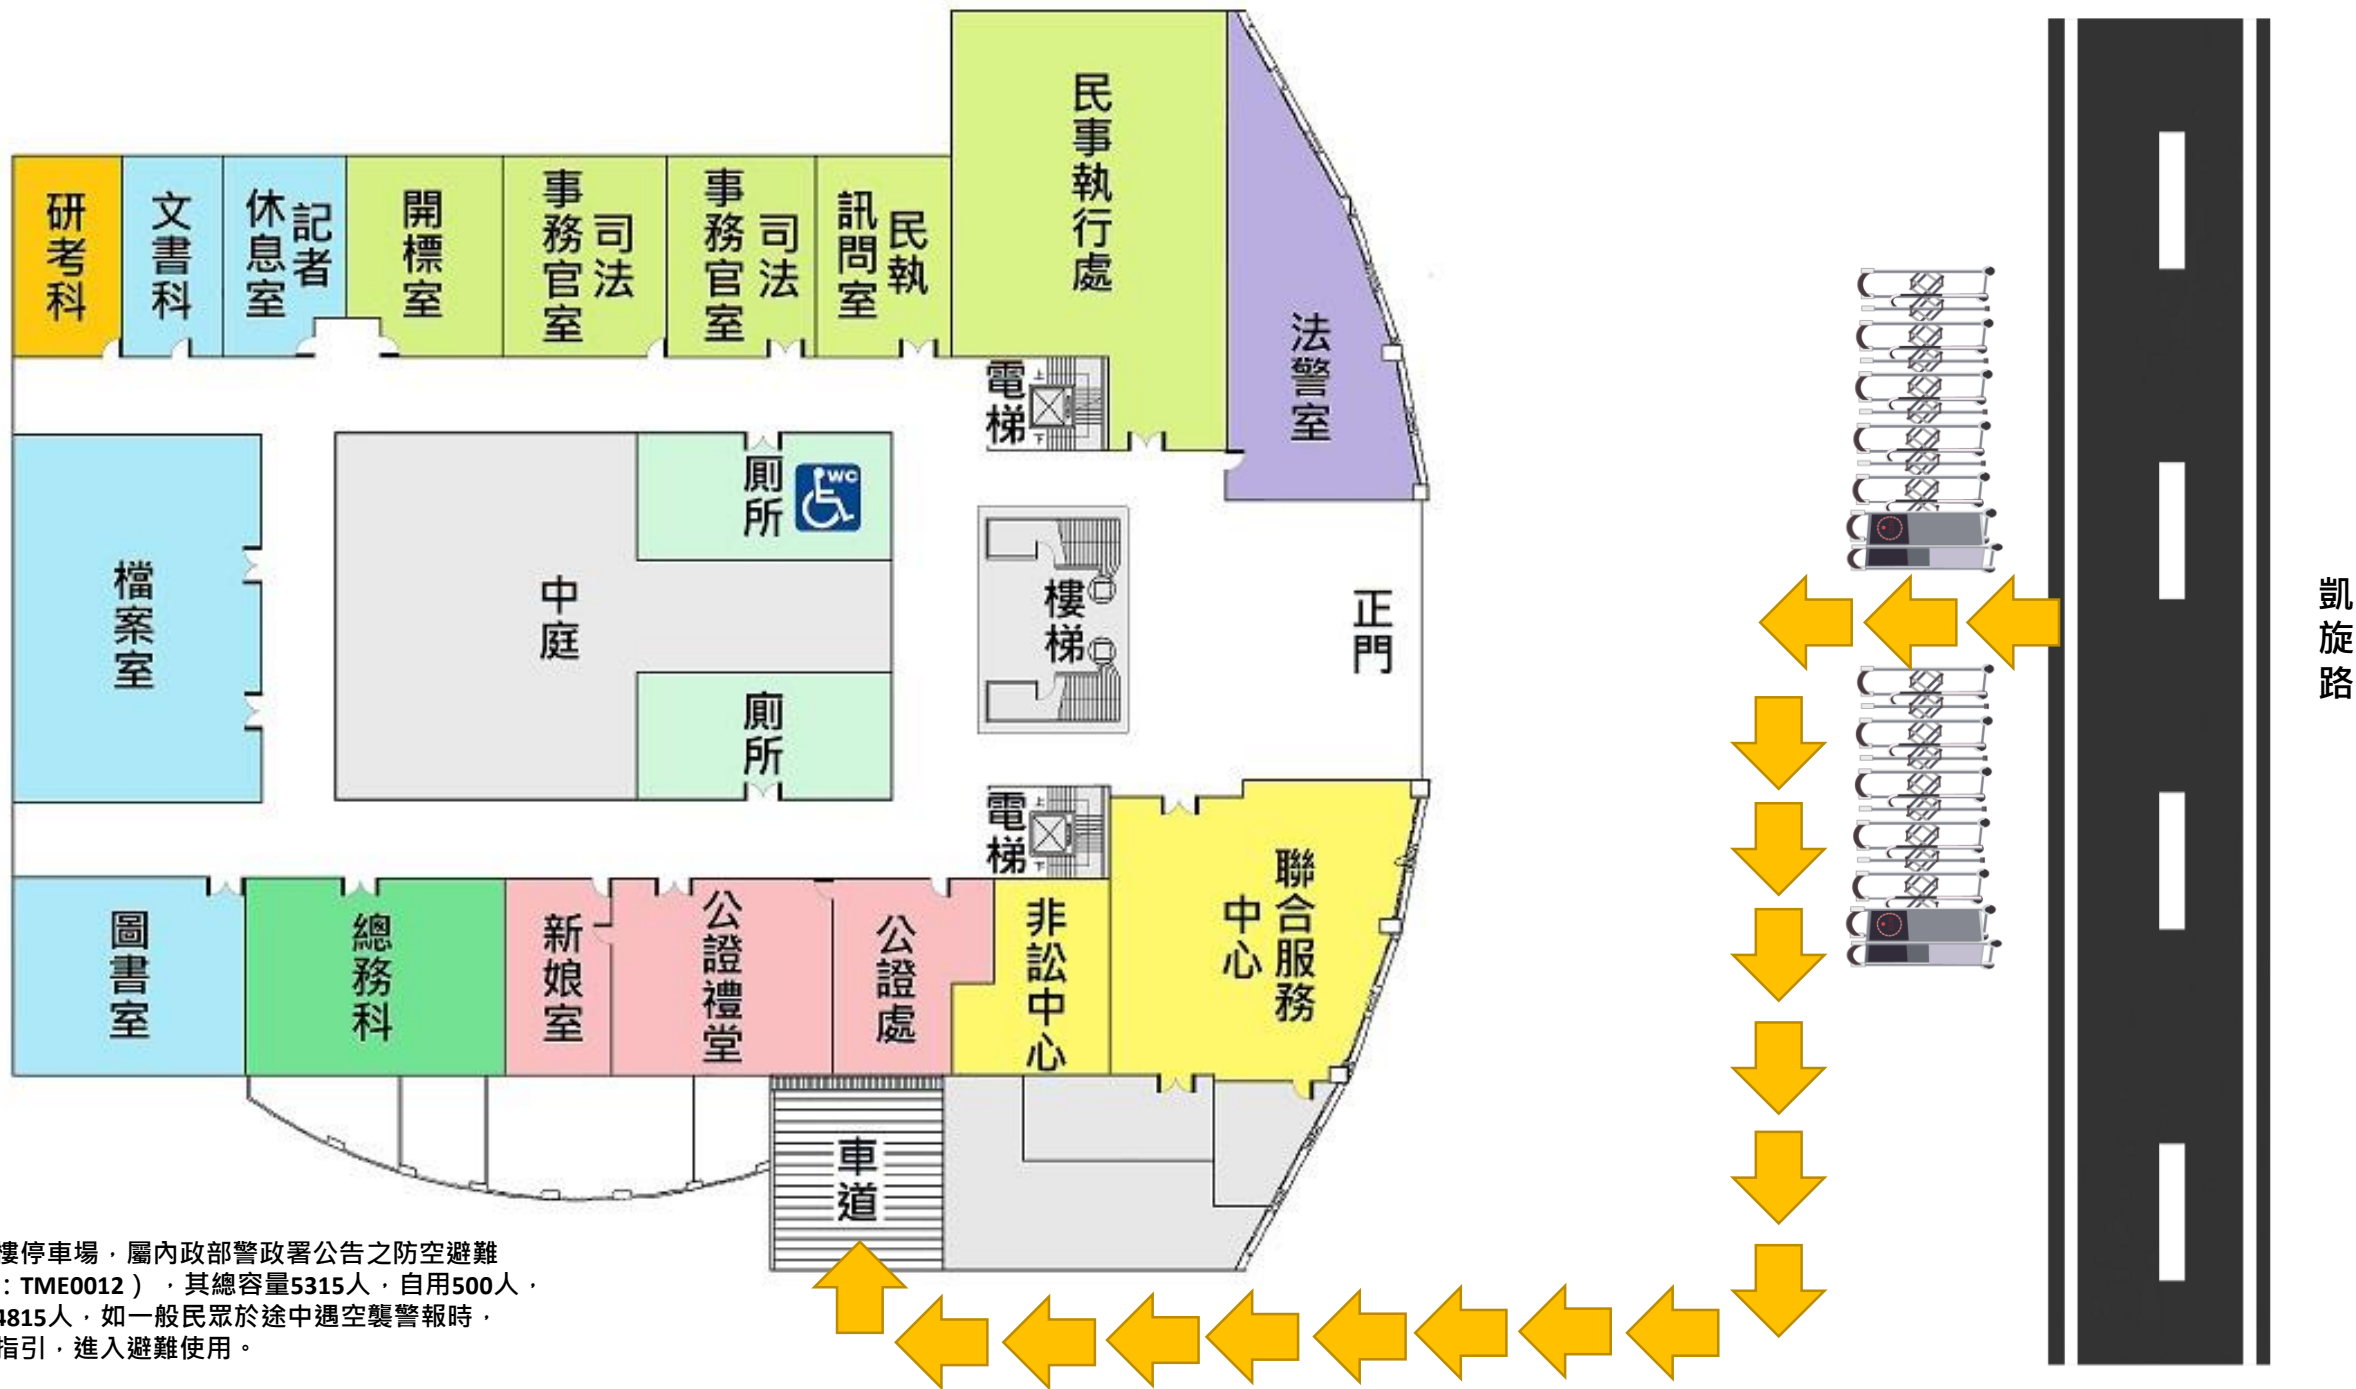 民事執行處
法警室
研考科
文書科
記者
休息室
開標室
司法
事務官室
司法
事務官室
民執
訊問室
電梯
上
下
廁所
WC
檔案室
中庭
樓梯
正門
凱旋路
廁所
電梯
上
下
圖書室
總務科
新娘室
公證禮堂
公證處
非訟中心
聯合服務
中心
車道
樓停車場，屬內政部警政署公告之防空避難
：TME0012），其總容量5315人，自用500人，
4815人，如一般民眾於途中遇空襲警報時，
指引，進入避難使用。